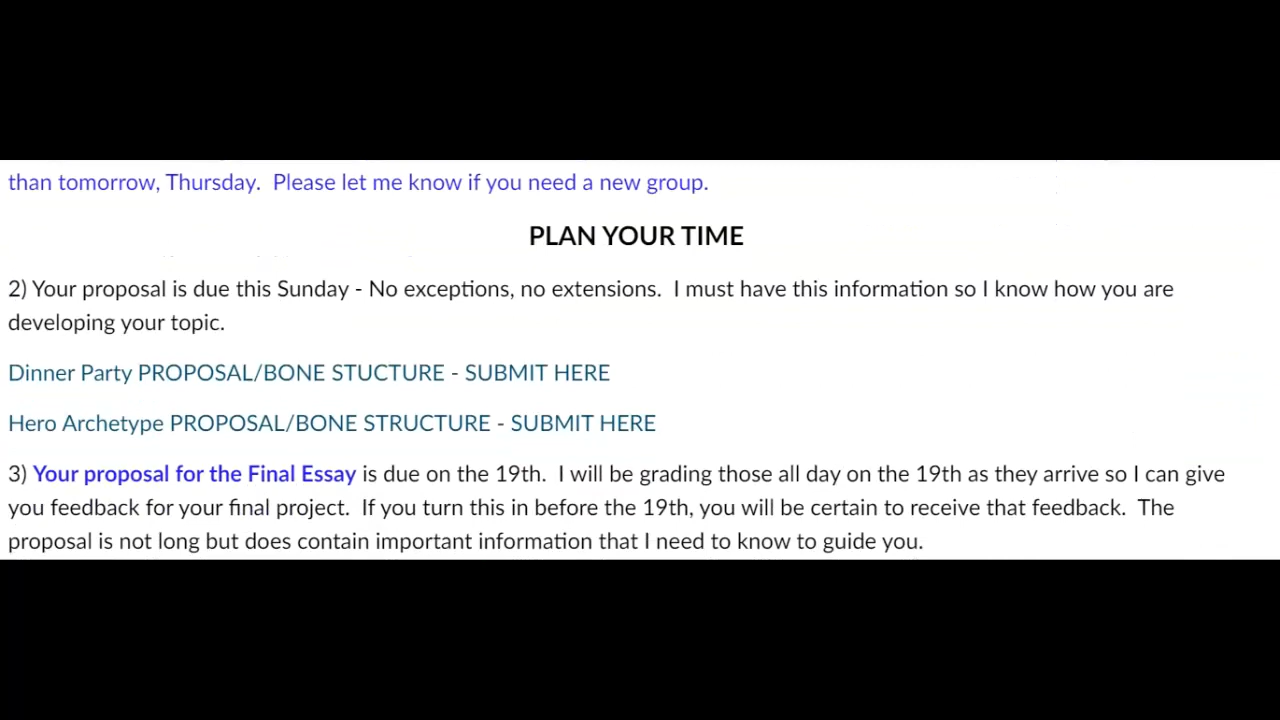 than tomorrow, Thursday.  Please let me know if you need a new group.
PLAN YOUR TIME
2) Your proposal is due this Sunday - No exceptions, no extensions.  I must have this information so I know how you are
developing your topic.
Dinner Party PROPOSAL/BONE STUCTURE - SUBMIT HERE
Hero Archetype PROPOSAL/BONE STRUCTURE - SUBMIT HERE
3) Your proposal for the Final Essay is due on the 19th.  I will be grading those all day on the 19th as they arrive so I can give
you feedback for your final project.  If you turn this in before the 19th, you will be certain to receive that feedback.  The
proposal is not long but does contain important information that I need to know to guide you.